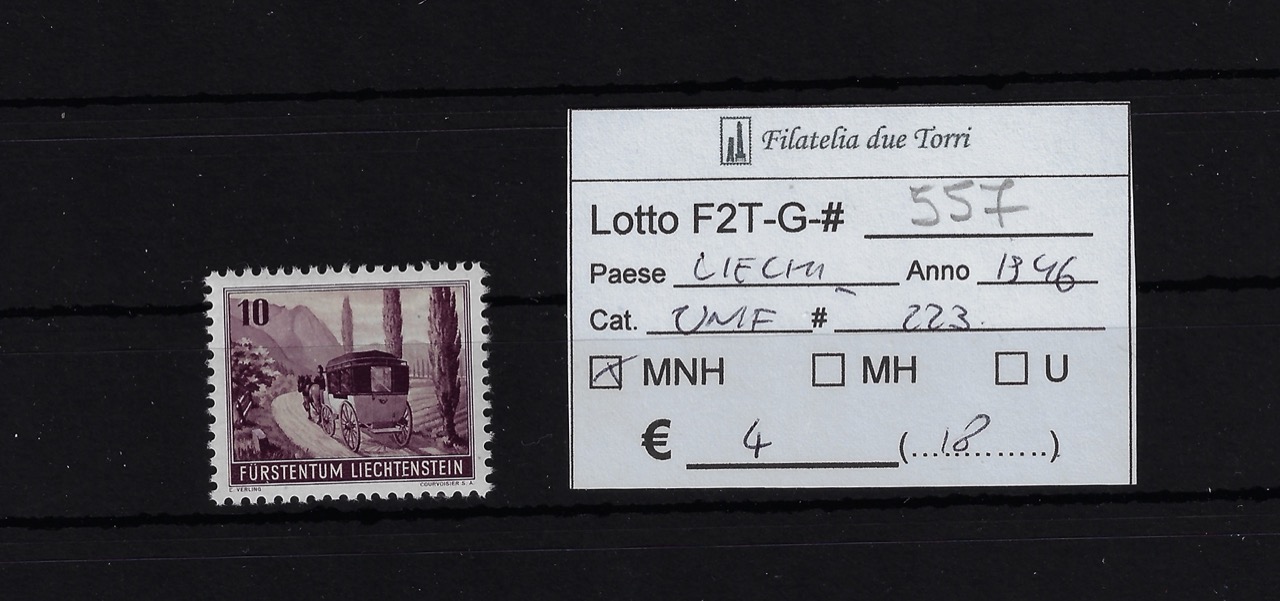 10
FÜRSTENTUM LIECHTENSTEIN
E. VERLING COURVOISIER S. A.
Filatelia due Torri
Lotto F2T-G-# 557
Paese LIECHT Anno 1946
Cat. UNIF # 223
MNH MH U
€ 4 (...18...........)